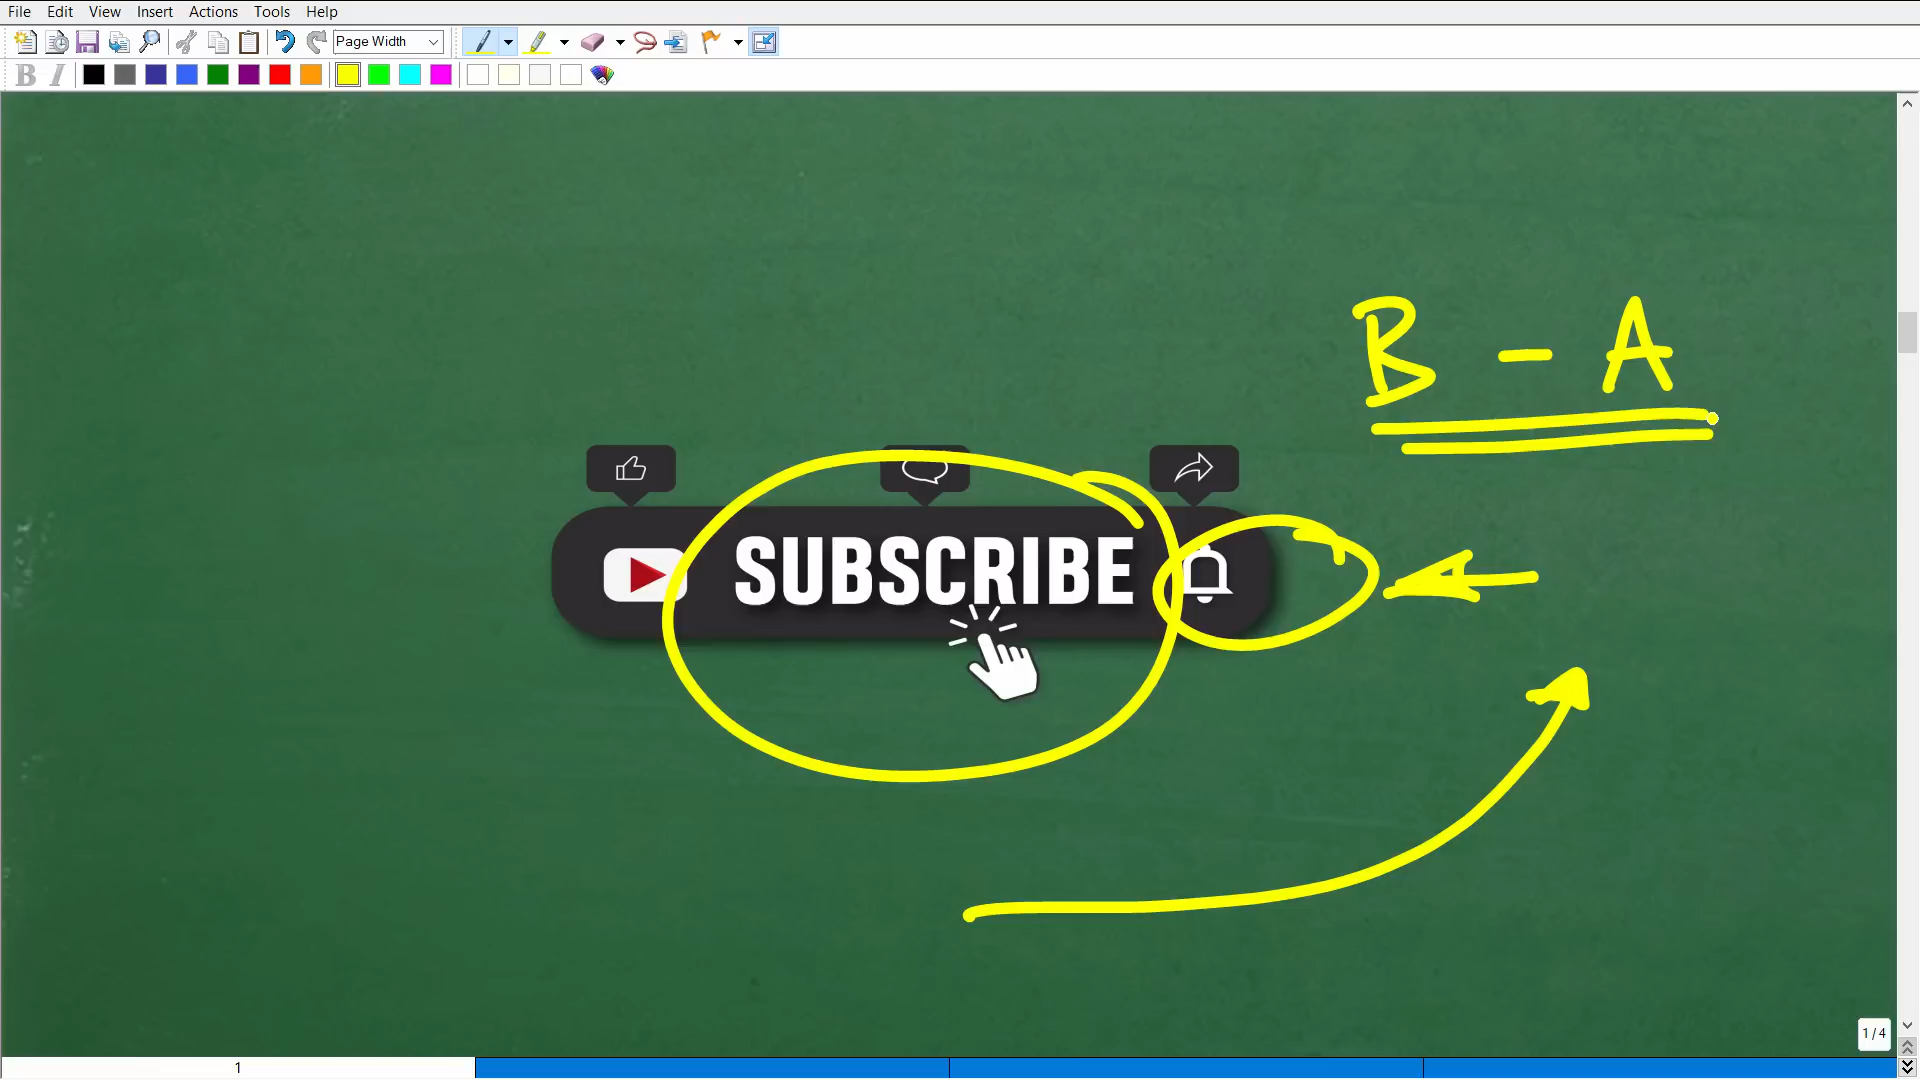 File Edit View Insert Actions Tools Help
Page Width
B I
B - A
SUBSCRIBE
1 / 4
1